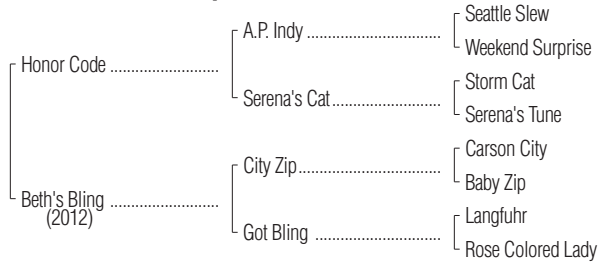 Seattle Slew
A.P. Indy ................................
Weekend Surprise
Honor Code ..........................
Storm Cat
Serena's Cat..........................
Serena's Tune
Carson City
City Zip...................................
Baby Zip
Beth's Bling ..........................
(2012)
Langfuhr
Got Bling ..............................
Rose Colored Lady